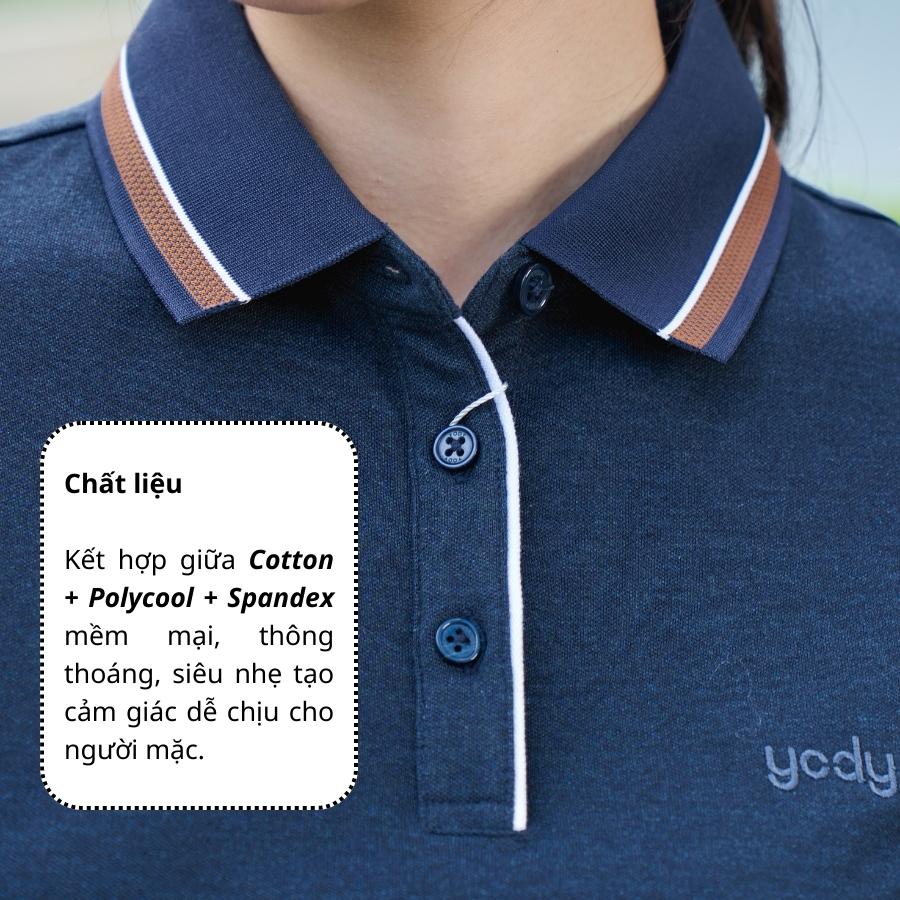 Chất liệu
Kết hợp giữa Cotton
+ Polycool + Spandex
mềm mại, thông
thoáng, siêu nhẹ tạo
cảm giác dễ chịu cho
người mặc.
yody